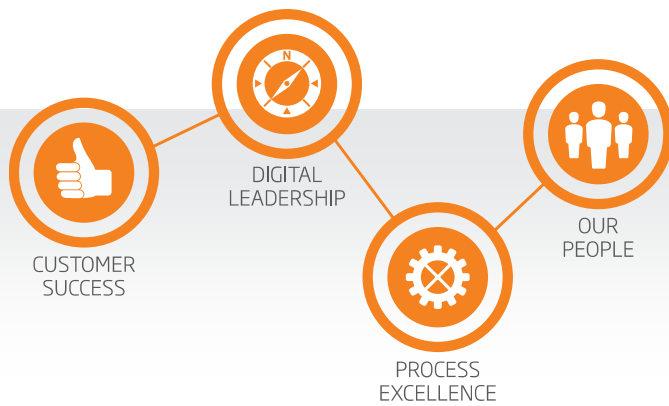 N
CUSTOMER
SUCCESS
DIGITAL
LEADERSHIP
PROCESS
EXCELLENCE
OUR
PEOPLE